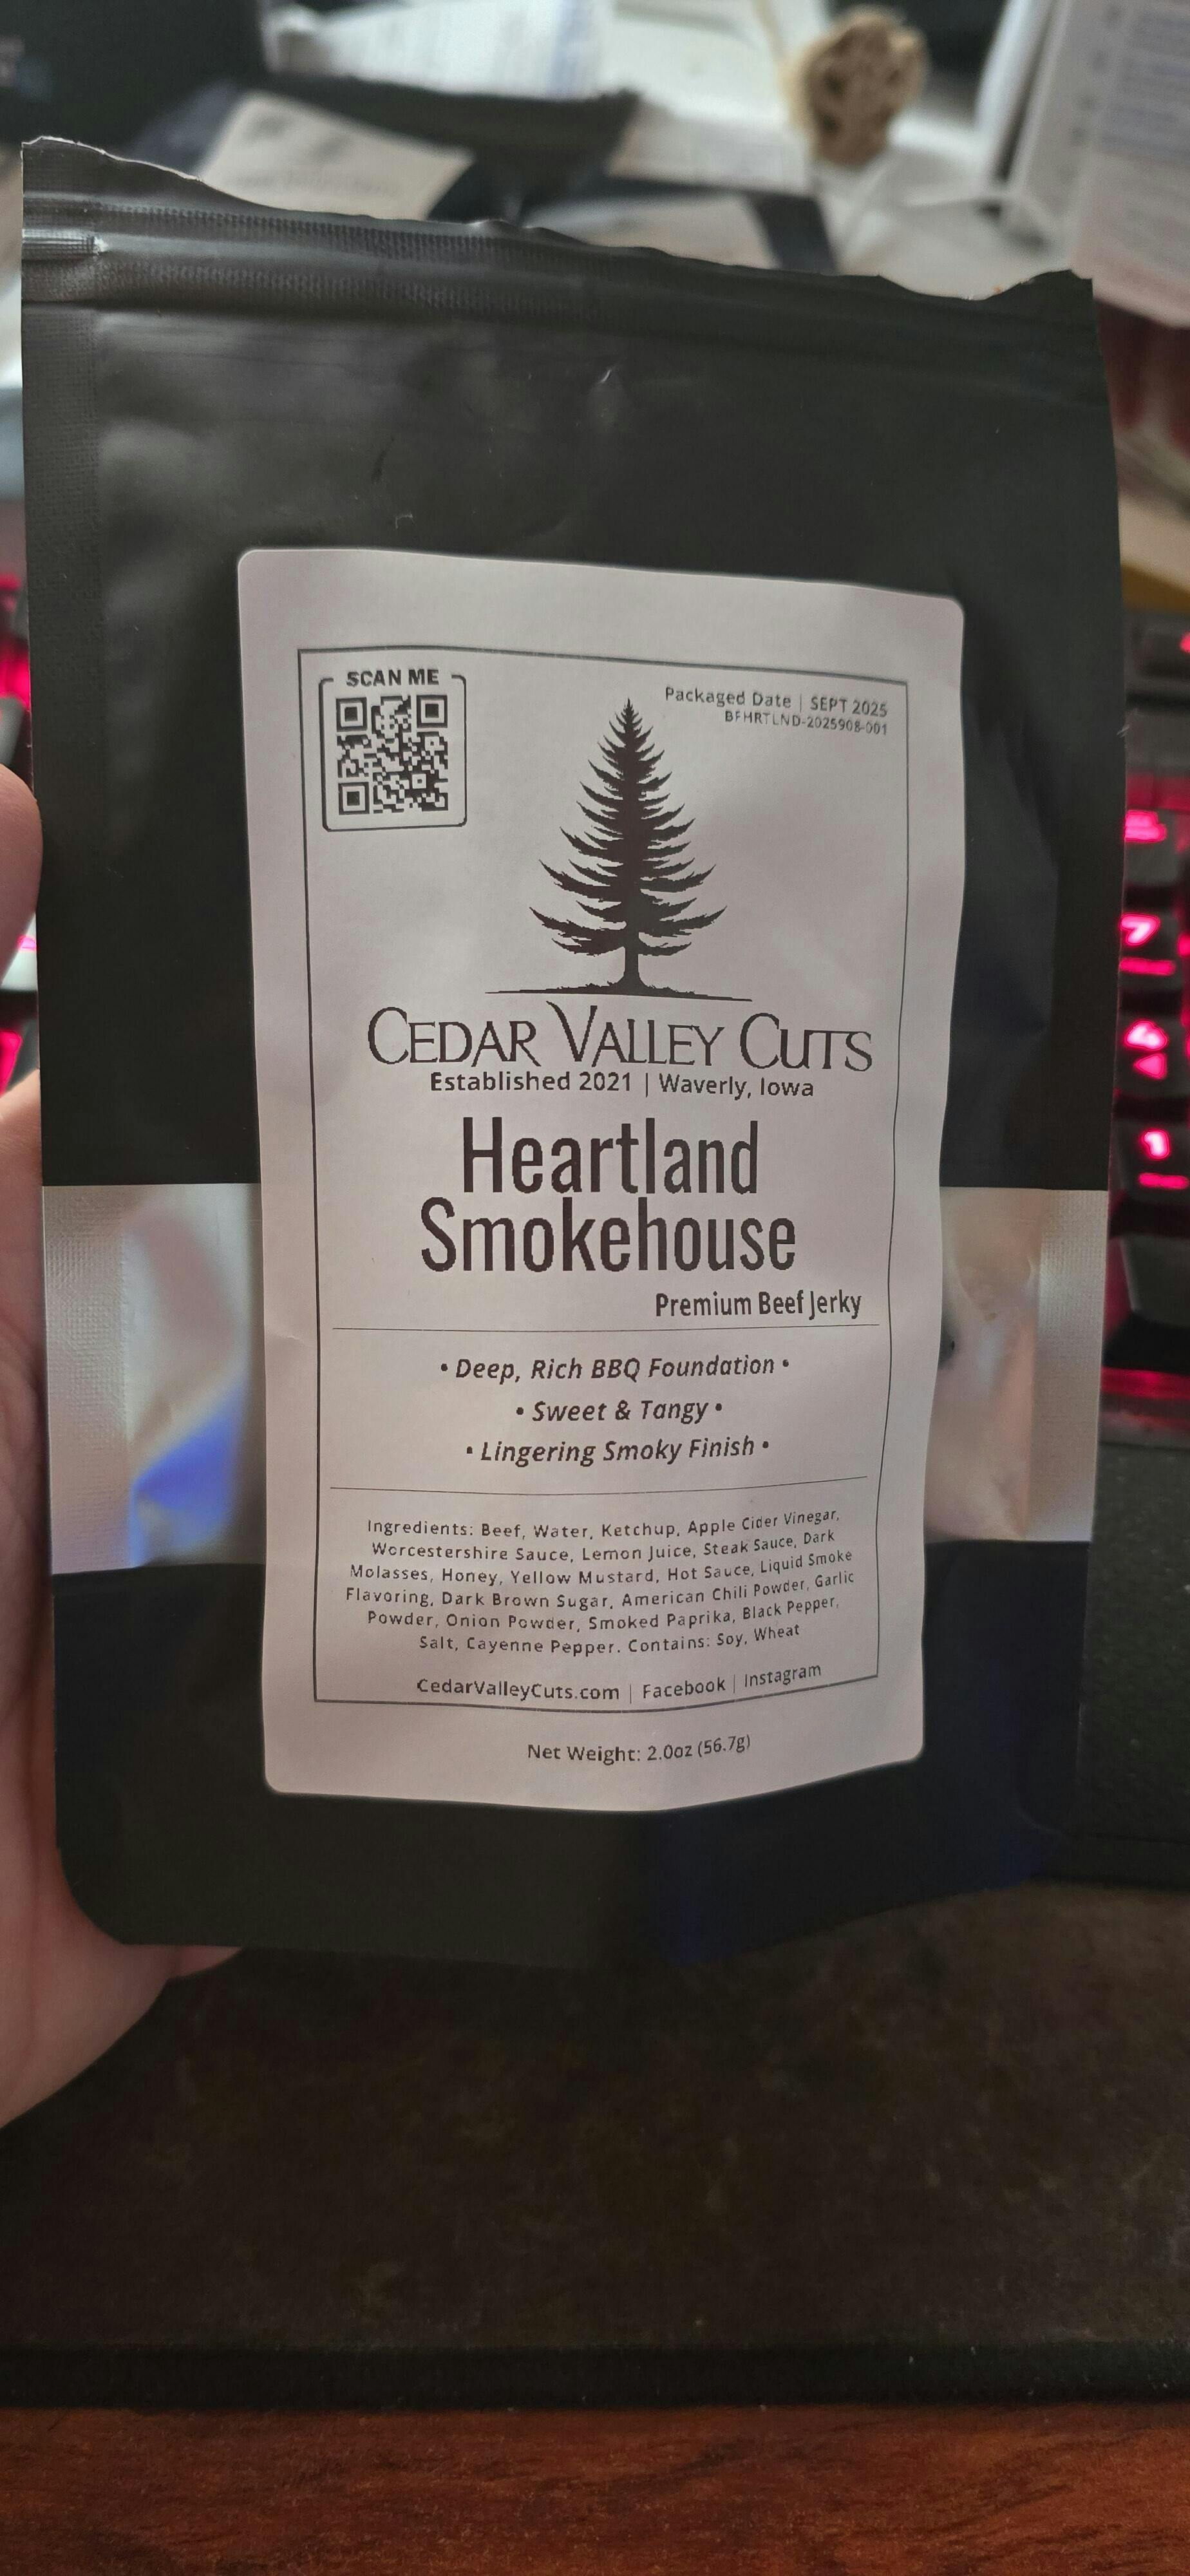 SCAN ME
Packaged Date | SEPT 2025
BFHRTLND-2025908-001
CEDAR VALLEY CUTS
Established 2021 | Waverly, Iowa
Heartland
Smokehouse
Premium Beef Jerky
• Deep, Rich BBQ Foundation •
• Sweet & Tangy •
• Lingering Smoky Finish •
Ingredients: Beef, Water, Ketchup, Apple Cider Vinegar,
Worcestershire Sauce, Lemon Juice, Steak Sauce, Dark
Molasses, Honey, Yellow Mustard, Hot Sauce, Liquid Smoke
Flavoring, Dark Brown Sugar, American Chili Powder, Garlic
Powder, Onion Powder, Smoked Paprika, Black Pepper,
Salt, Cayenne Pepper. Contains: Soy, Wheat
CedarValleyCuts.com | Facebook | Instagram
Net Weight: 2.0oz (56.7g)
7
4
1